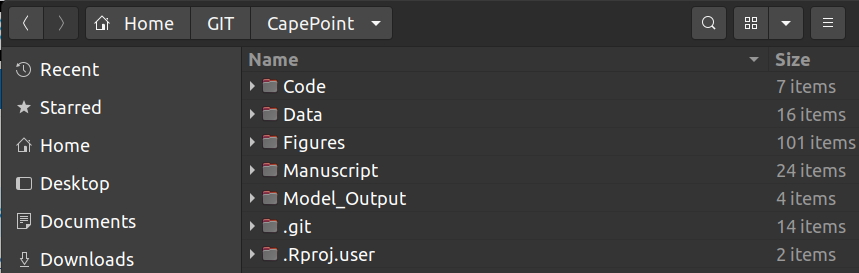 Home GIT CapePoint
Name Size
Recent
Code 7 items
Starred
Data 16 items
Home
Figures 101 items
Manuscript 24 items
Desktop
Model_Output 4 items
Documents
.git 14 items
Downloads
.Rproj.user 2 items